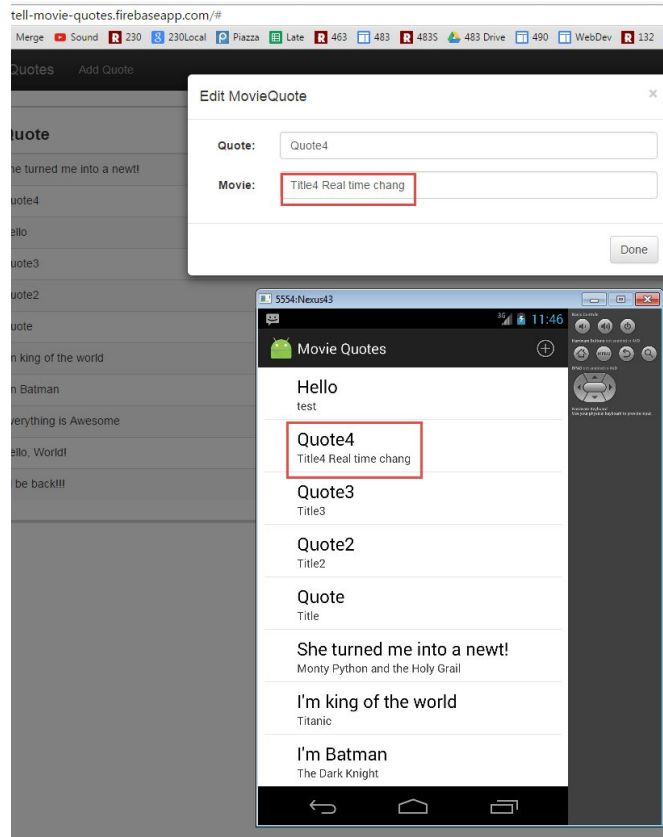 tell-movie-quotes.firebaseapp.com/#
Merge Sound R 230 230Local Piazza Late R 463 483 R 483S 483 Drive 490 WebDev R 132
Quotes Add Quote
Edit MovieQuote ×
Quote: Quote4
Movie: Title4 Real time chang
Done
uote
he turned me into a newt!
uote4
ello
uote3
uote2
uote
m king of the world
m Batman
verything is Awesome
ello, World!
l be back!!!
5554:Nexus43
3G 11:46
Movie Quotes
Hello
test
Quote4
Title4 Real time chang
Quote3
Title3
Quote2
Title2
Quote
Title
She turned me into a newt!
Monty Python and the Holy Grail
I'm king of the world
Titanic
I'm Batman
The Dark Knight
MENU